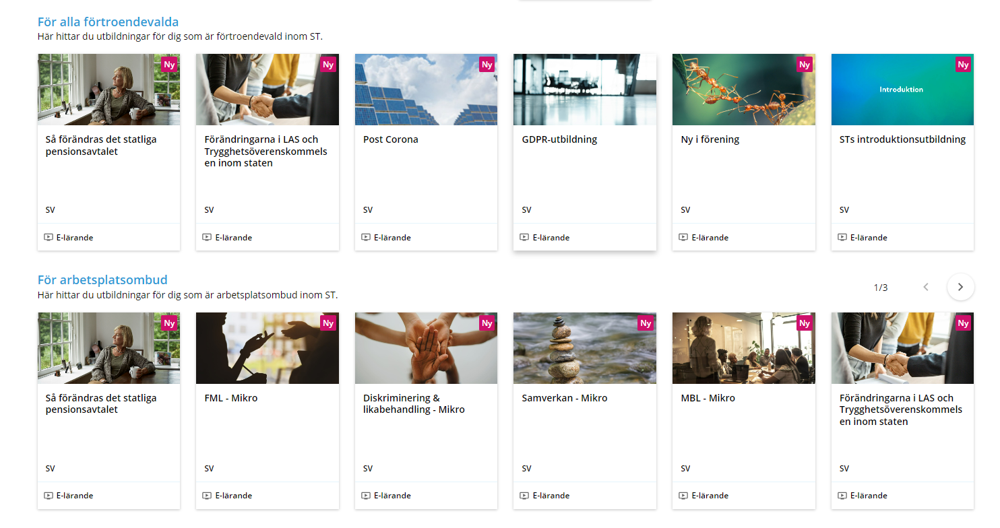 För alla förtroendevalda
Här hittar du utbildningar för dig som är förtroendevald inom ST.
Ny
Så förändras det statliga
pensionsavtalet
SV
E-lärande
Ny
Förändringarna i LAS och
Trygghetsöverenskommels
en inom staten
SV
E-lärande
Ny
Post Corona
SV
E-lärande
GDPR-utbildning
SV
E-lärande
Ny
Ny i förening
SV
E-lärande
Ny
Introduktion
STs introduktionsutbildning
SV
E-lärande
För arbetsplatsombud
Här hittar du utbildningar för dig som är arbetsplatsombud inom ST.
1/3
Ny
Så förändras det statliga
pensionsavtalet
SV
E-lärande
Ny
FML - Mikro
SV
E-lärande
Ny
Diskriminering &
likabehandling - Mikro
SV
E-lärande
Ny
Samverkan - Mikro
SV
E-lärande
Ny
MBL - Mikro
SV
E-lärande
Ny
Förändringarna i LAS och
Trygghetsöverenskommels
en inom staten
SV
E-lärande